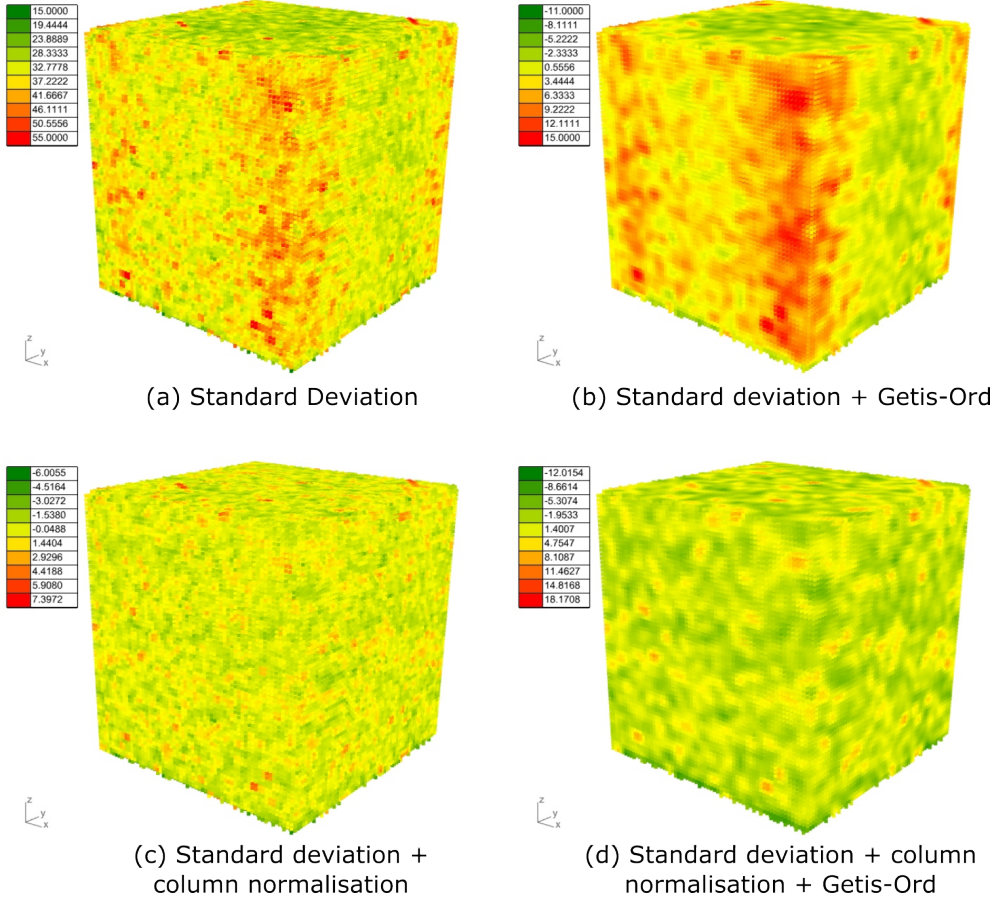 15.0000
19.4444
23.8889
28.3333
32.7778
37.2222
41.6667
46.1111
50.5556
55.0000
z
y
x
(a) Standard Deviation
-11.0000
-8.1111
-5.2222
-2.3333
0.5556
3.4444
6.3333
9.2222
12.1111
15.0000
z
y
x
(b) Standard deviation + Getis-Ord
-6.0055
-4.5164
-3.0272
-1.5380
-0.0488
1.4404
2.9296
4.4188
5.9080
7.3972
z
y
x
(c) Standard deviation +
column normalisation
-12.0154
-8.6614
-5.3074
-1.9533
1.4007
4.7547
8.1087
11.4627
14.8168
18.1708
z
y
x
(d) Standard deviation + column
normalisation + Getis-Ord